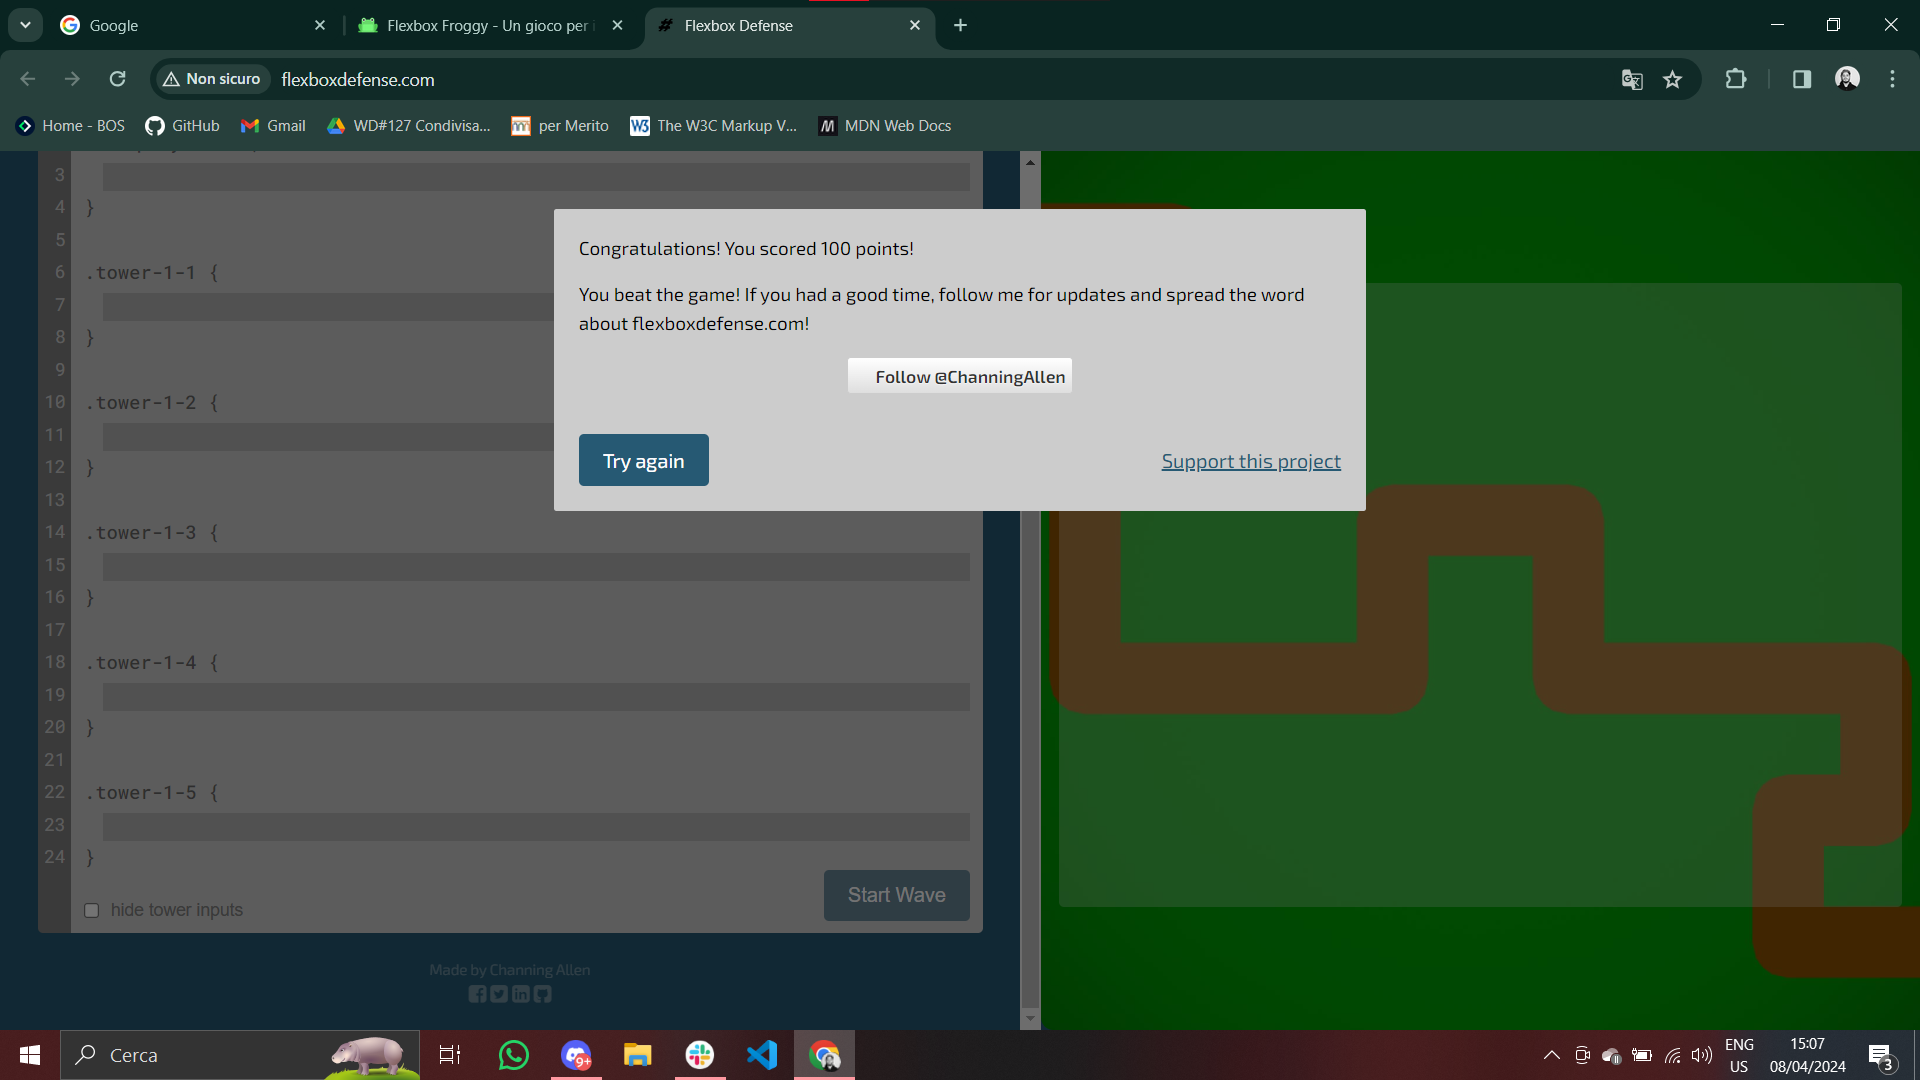 Google
Flexbox Froggy - Un gioco per i
Flexbox Defense
Non sicuro
flexboxdefense.com
Home - BOS
GitHub
Gmail
WD#127 Condivisa...
per Merito
The W3C Markup V...
MDN Web Docs
3
4 }
5
6 .tower-1-1 {
7
8 }
9
10 .tower-1-2 {
11
12 }
13
14 .tower-1-3 {
15
16 }
17
18 .tower-1-4 {
19
20 }
21
22 .tower-1-5 {
23
24 }
hide tower inputs
Start Wave
Made by Channing Allen
Congratulations! You scored 100 points!
You beat the game! If you had a good time, follow me for updates and spread the word
about flexboxdefense.com!
Follow @ChanningAllen
Try again
Support this project
Cerca
9+
ENG
US
15:07
08/04/2024
3